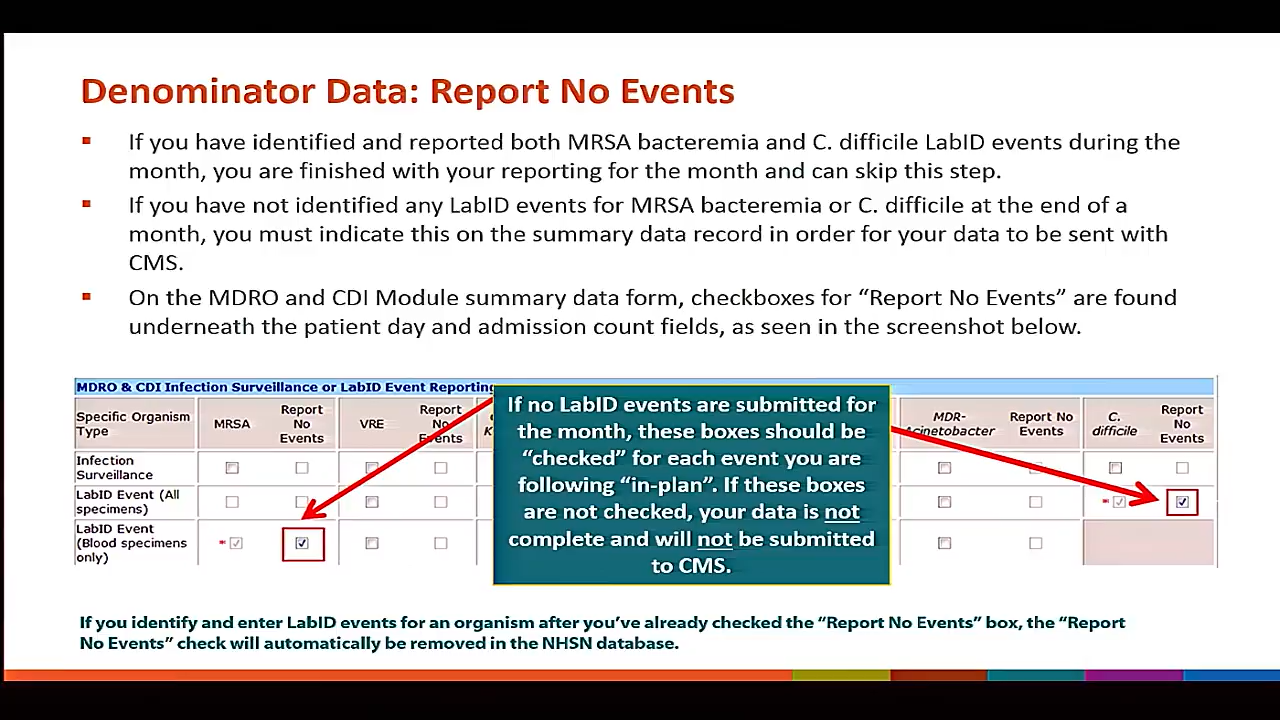 Denominator Data: Report No Events
▪ If you have identified and reported both MRSA bacteremia and C. difficile LabID events during the
month, you are finished with your reporting for the month and can skip this step.
▪ If you have not identified any LabID events for MRSA bacteremia or C. difficile at the end of a
month, you must indicate this on the summary data record in order for your data to be sent with
CMS.
▪ On the MDRO and CDI Module summary data form, checkboxes for “Report No Events” are found
underneath the patient day and admission count fields, as seen in the screenshot below.
MDRO & CDI Infection Surveillance or LabID Event Reporting
Specific Organism
Type
MRSA
Report
No
Events
VRE
Report
No
Events
MDR-
Acinetobacter
Report No
Events
C.
difficile
Report
No
Events
Infection
Surveillance
LabID Event (All
specimens)
*
LabID Event
(Blood specimens
only)
*
If no LabID events are submitted for
the month, these boxes should be
“checked” for each event you are
following “in-plan”. If these boxes
are not checked, your data is not
complete and will not be submitted
to CMS.
If you identify and enter LabID events for an organism after you’ve already checked the “Report No Events” box, the “Report
No Events” check will automatically be removed in the NHSN database.